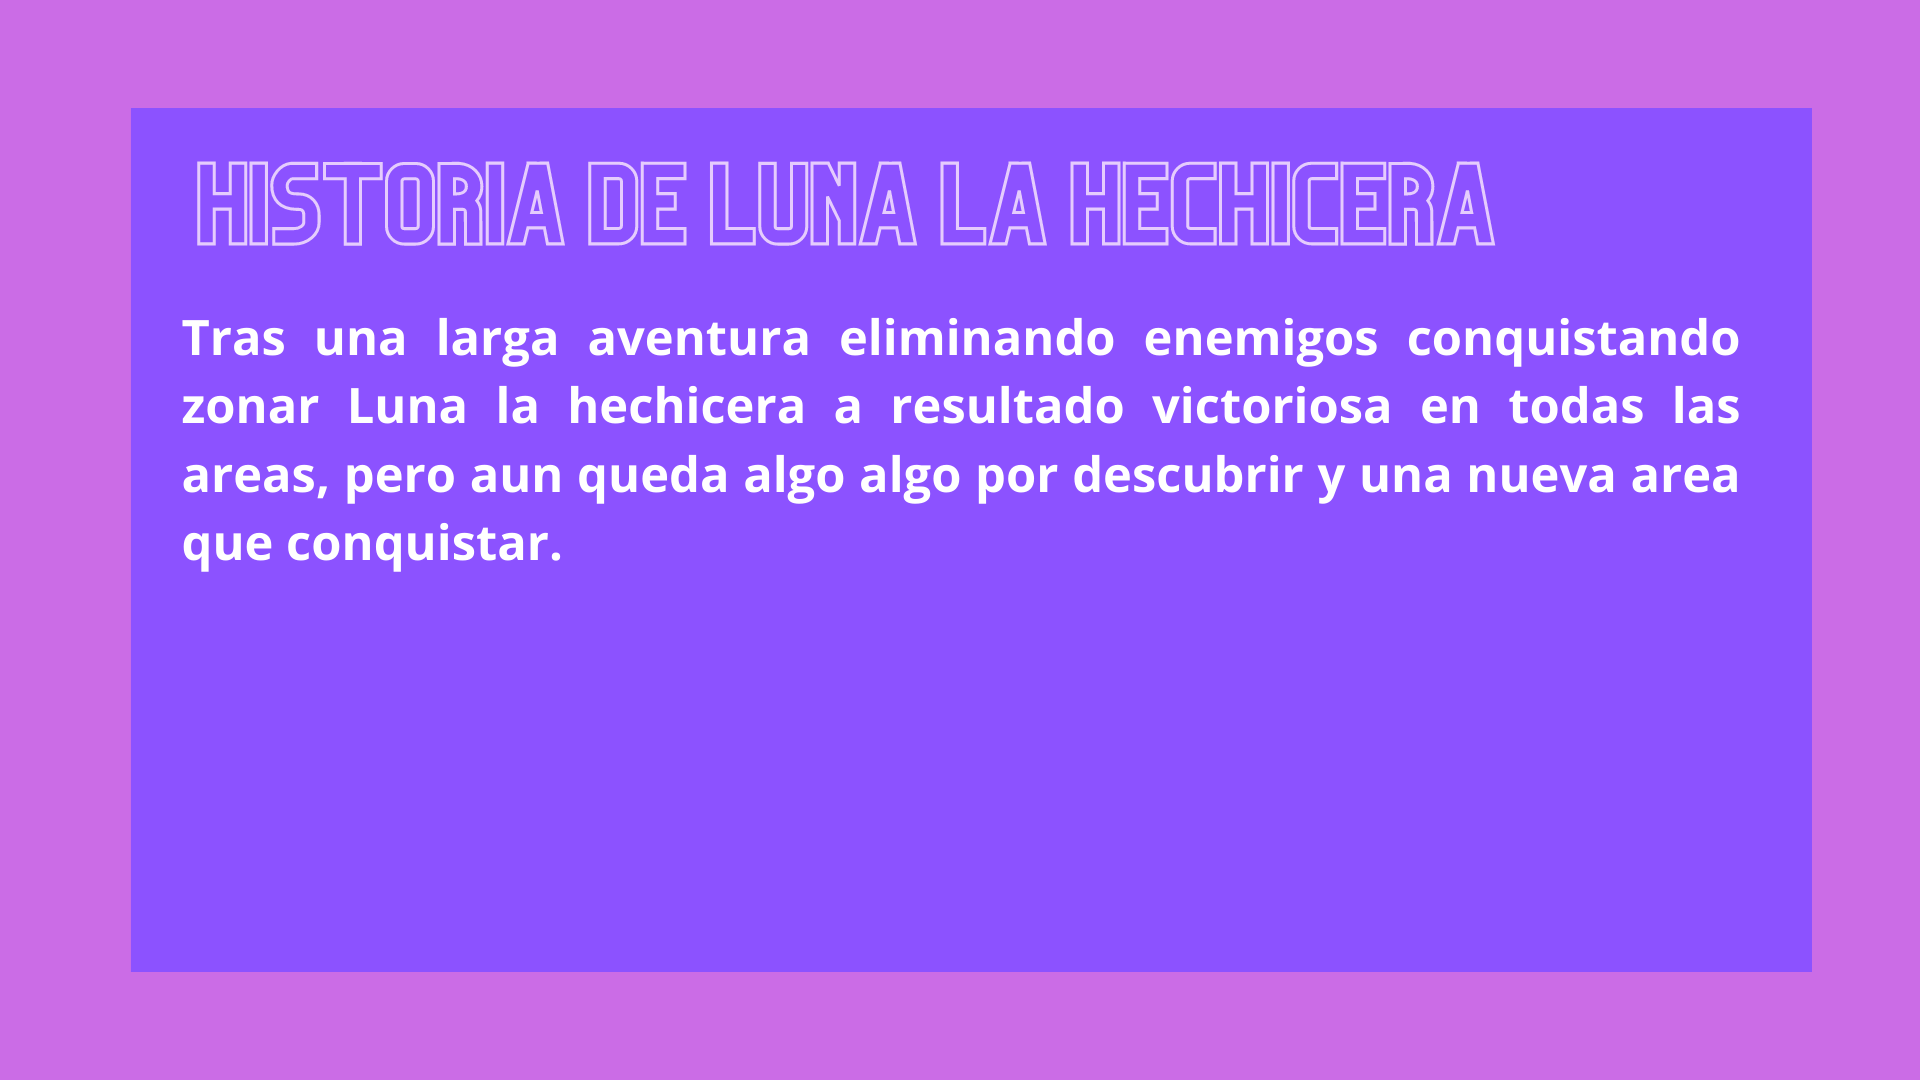 HISTORIA DE LUNA LA HECHICERA
Tras una larga aventura eliminando enemigos conquistando
zonar Luna la hechicera a resultado victoriosa en todas las
areas, pero aun queda algo algo por descubrir y una nueva area
que conquistar.